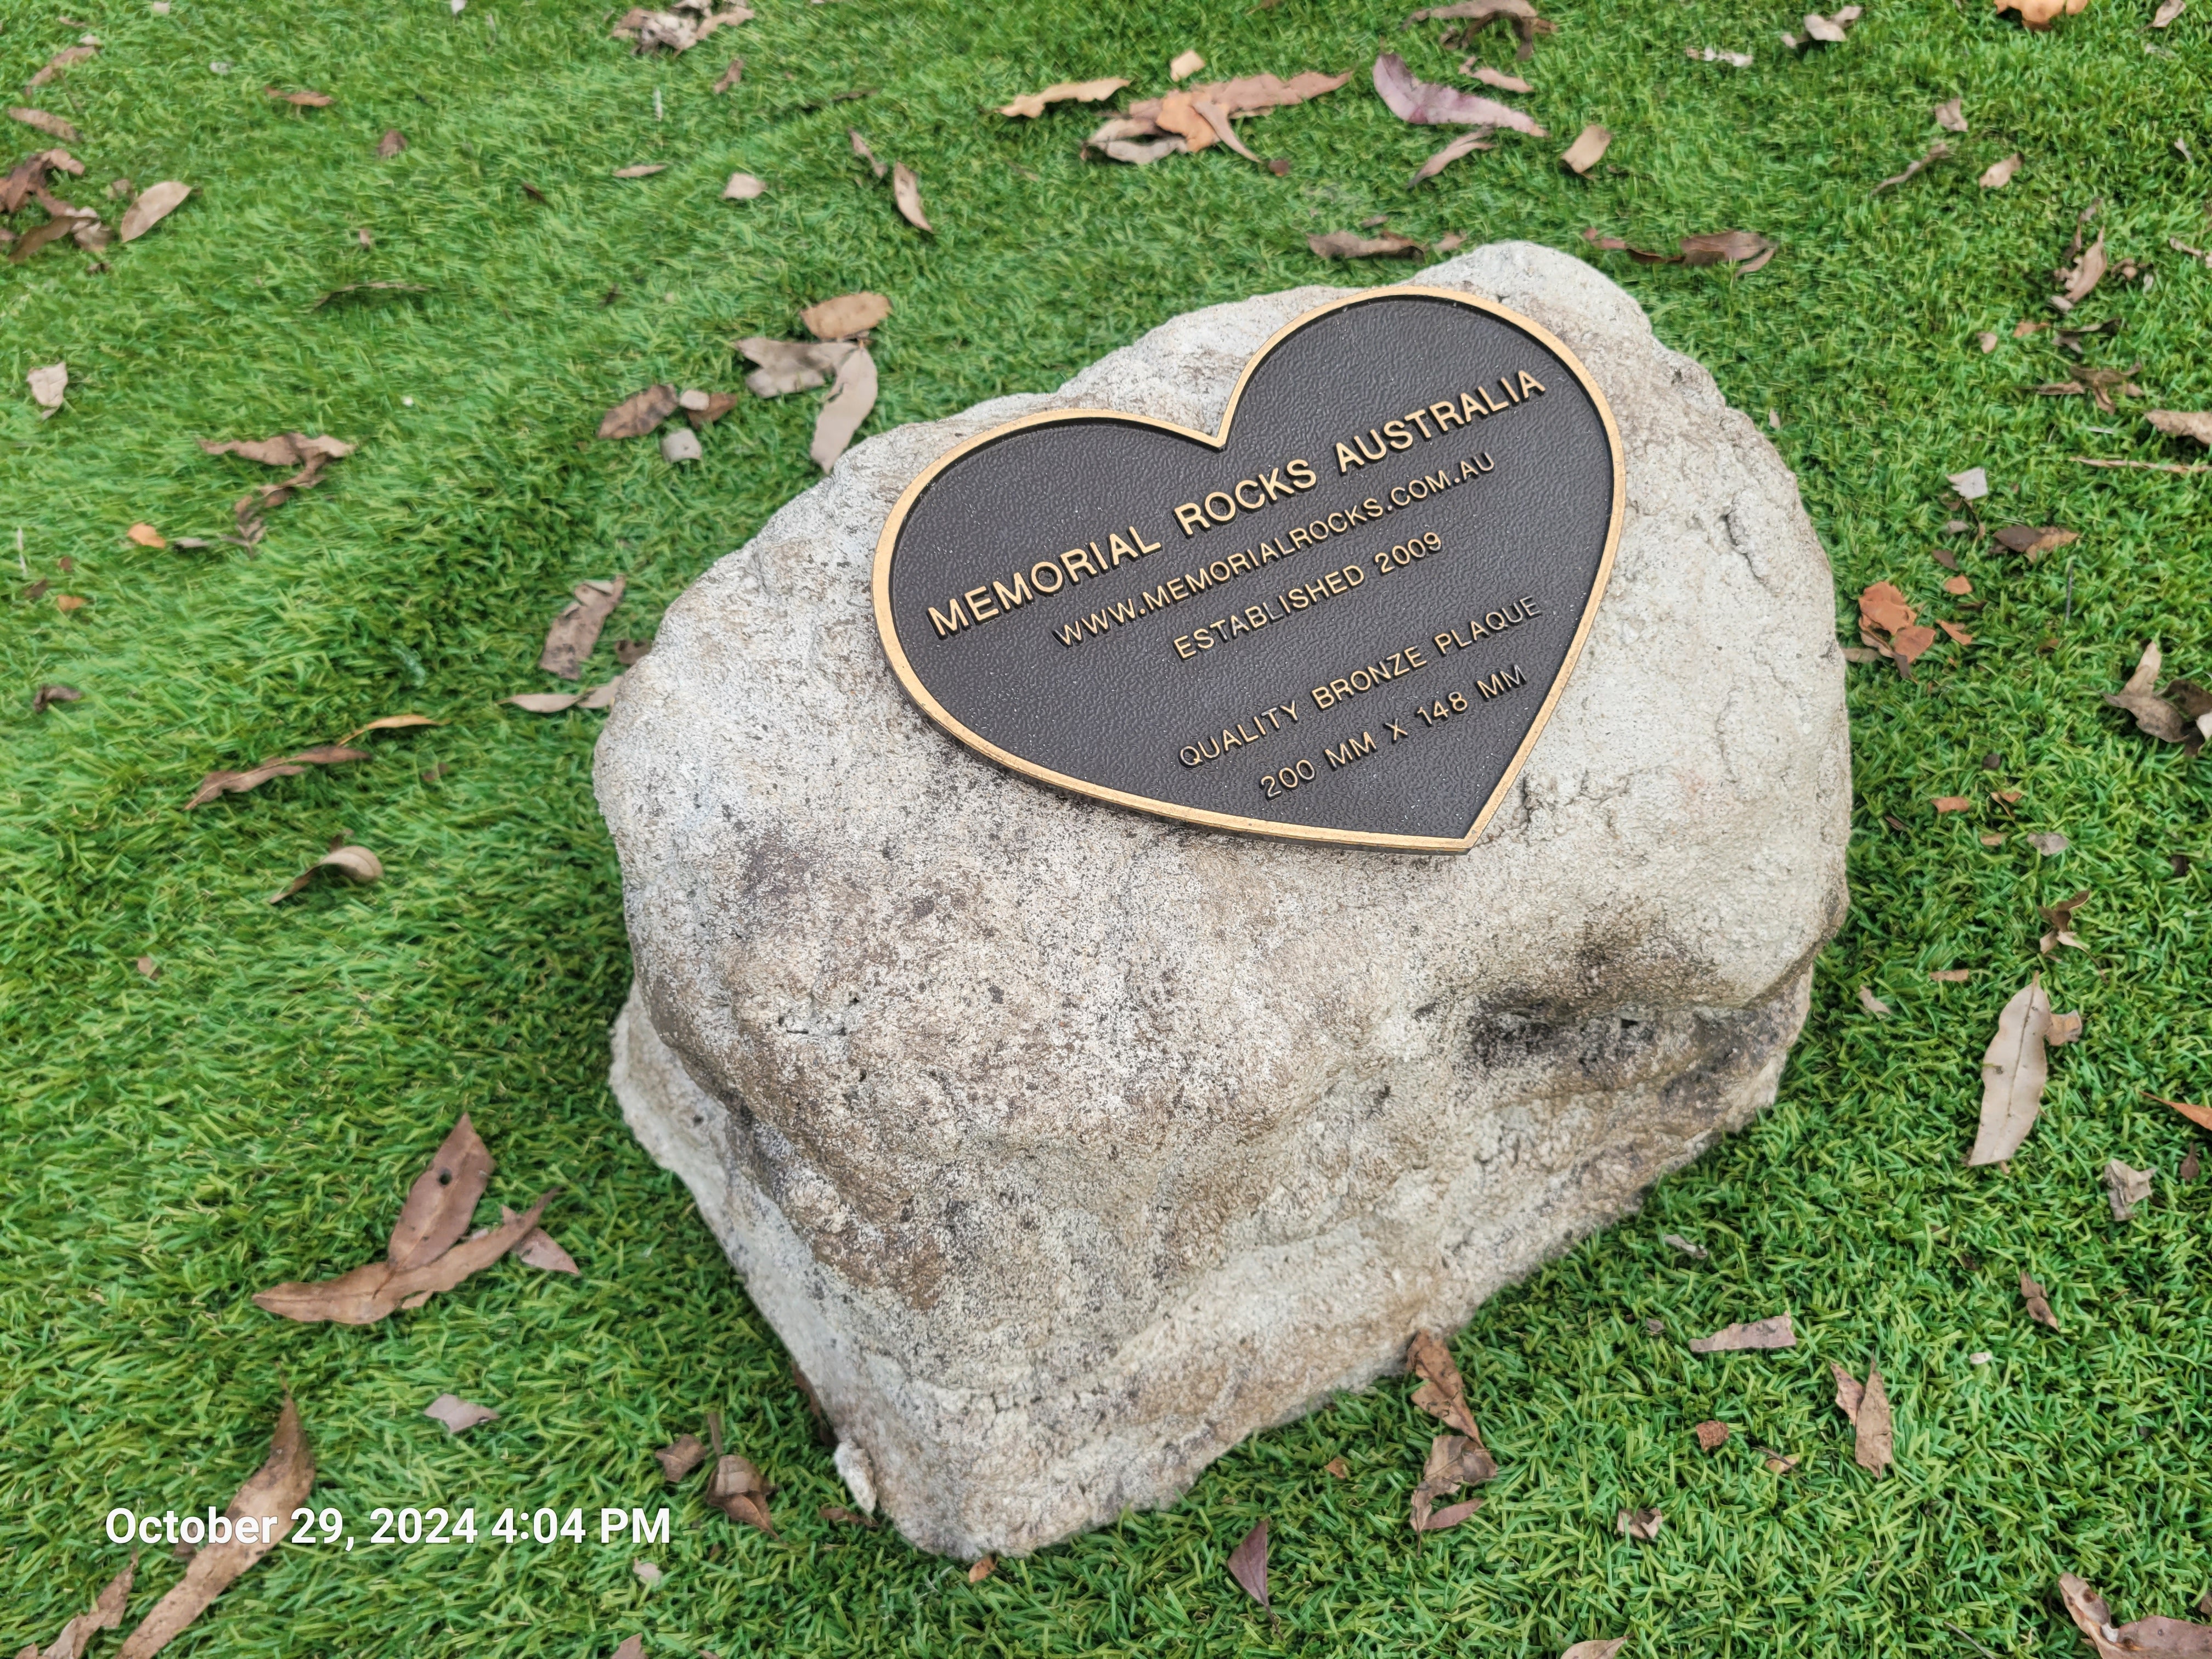 MEMORIAL ROCKS AUSTRALIA
WWW.MEMORIALROCKS.COM.AU
ESTABLISHED 2009
QUALITY BRONZE PLAQUE
200 MM X 148 MM
October 29, 2024 4:04 PM